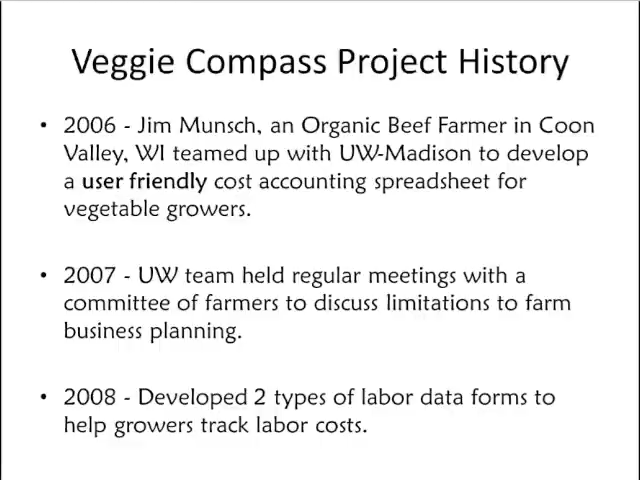 Veggie Compass Project History
• 2006 - Jim Munsch, an Organic Beef Farmer in Coon
Valley, WI teamed up with UW-Madison to develop
a user friendly cost accounting spreadsheet for
vegetable growers.
• 2007 - UW team held regular meetings with a
committee of farmers to discuss limitations to farm
business planning.
• 2008 - Developed 2 types of labor data forms to
help growers track labor costs.